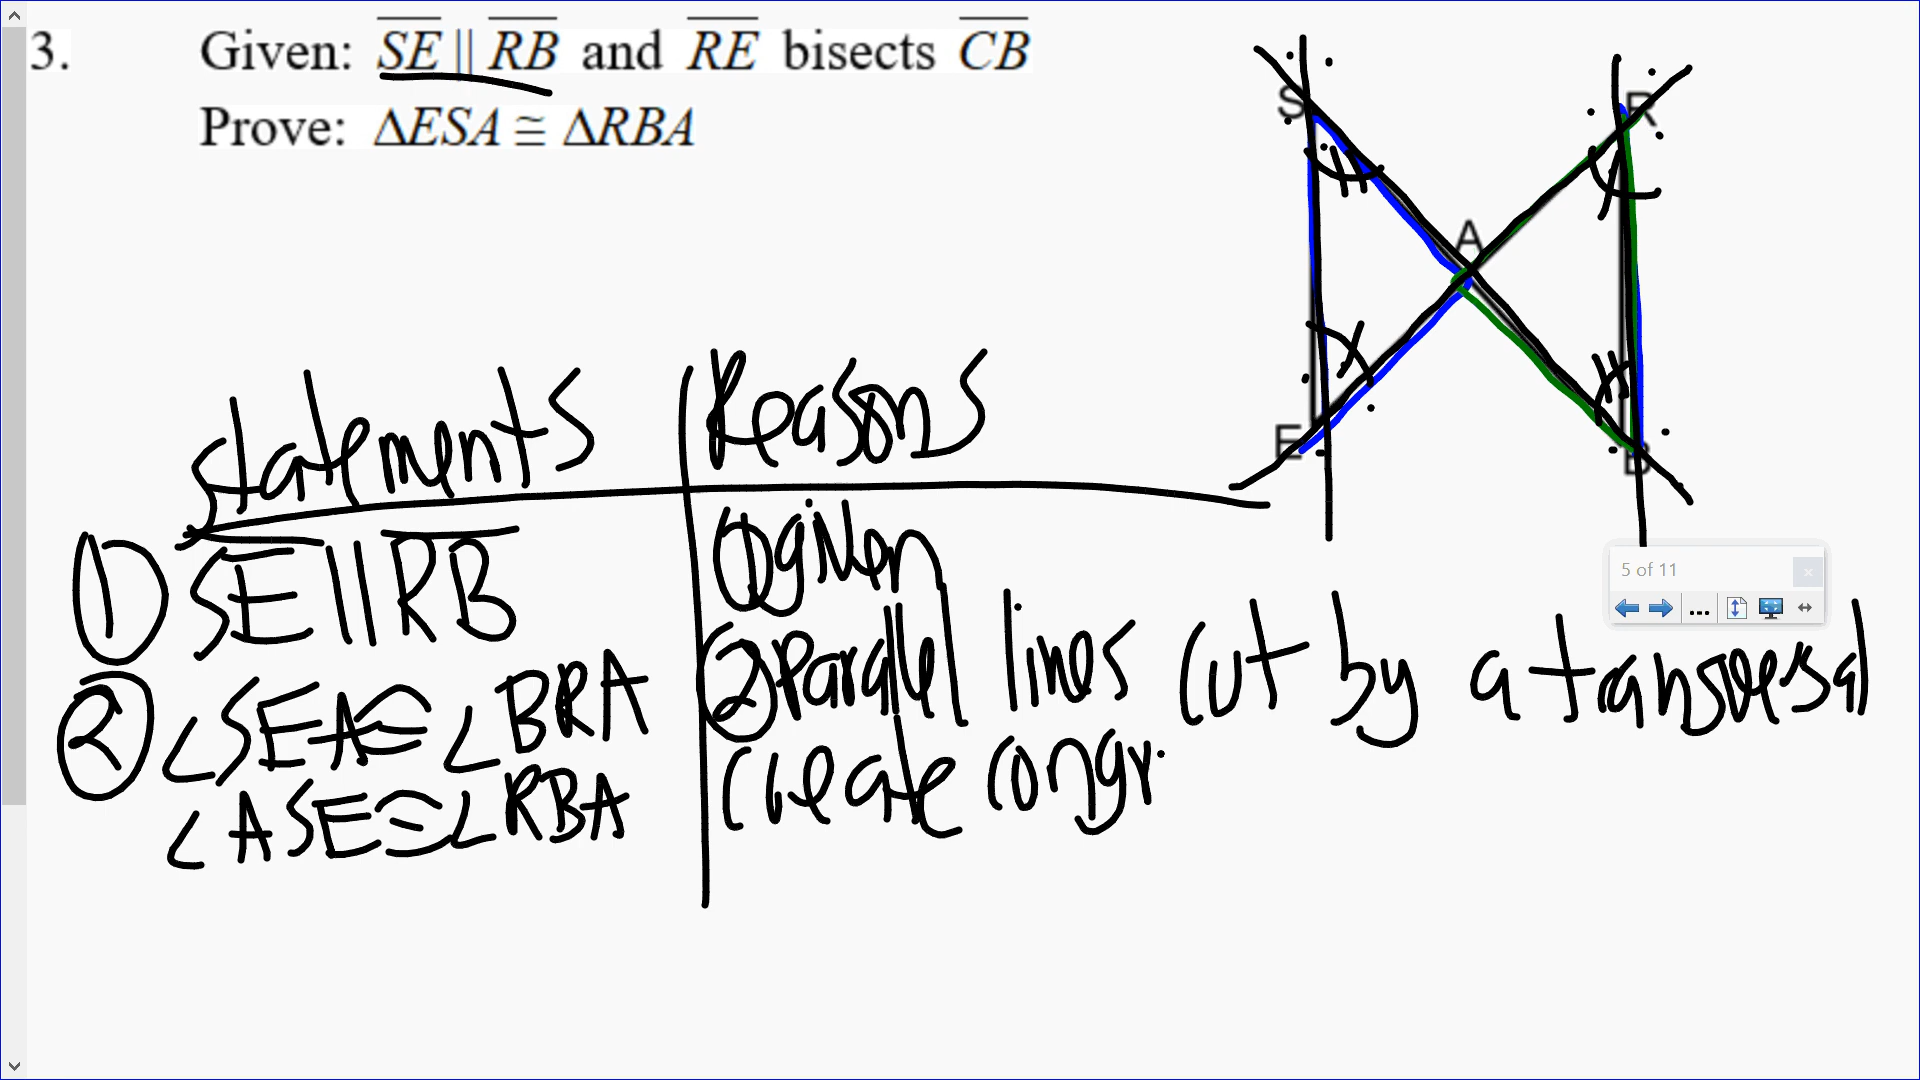 3. Given: SE || RB and RE bisects CB
Prove: ΔESA ≅ ΔRBA
S
R
A
E
B
statements Reasons
① SE || RB ① given
② ∠SEA ≅ ∠BRA ② Parallel lines cut by a transversal
∠ASE ≅ ∠RBA create congr
5 of 11